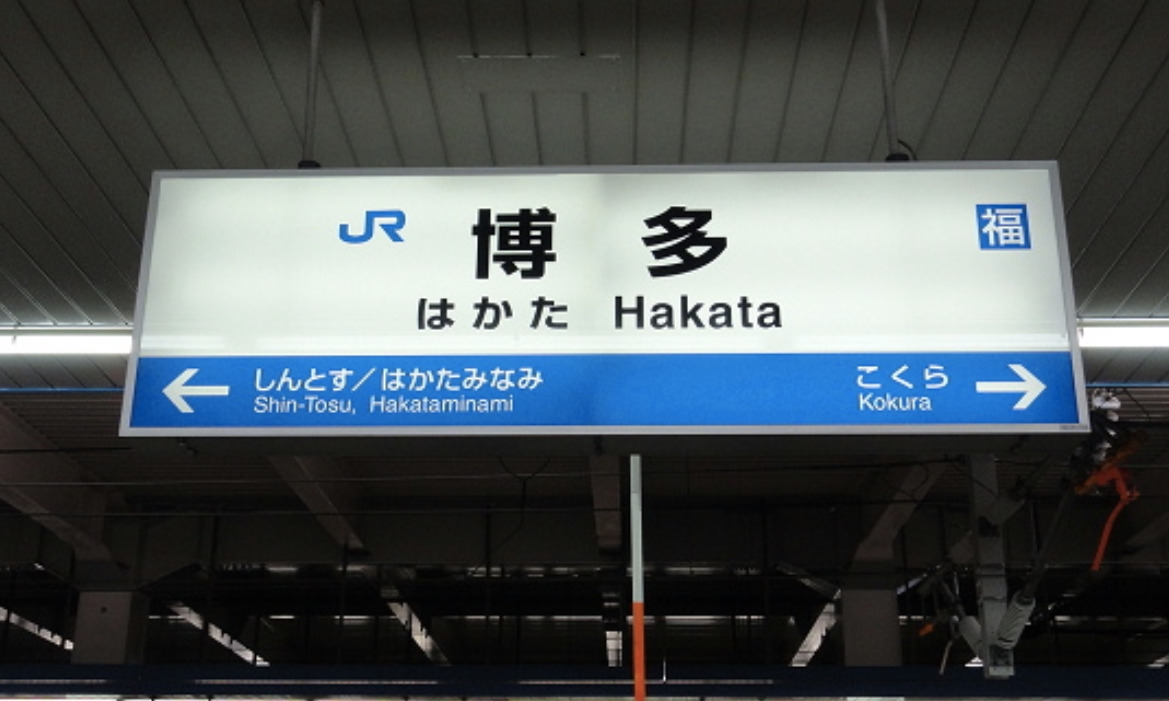 JR 博多 福
はかた Hakata
← しんとす／はかたみなみ こくら →
Shin-Tosu, Hakataminami Kokura